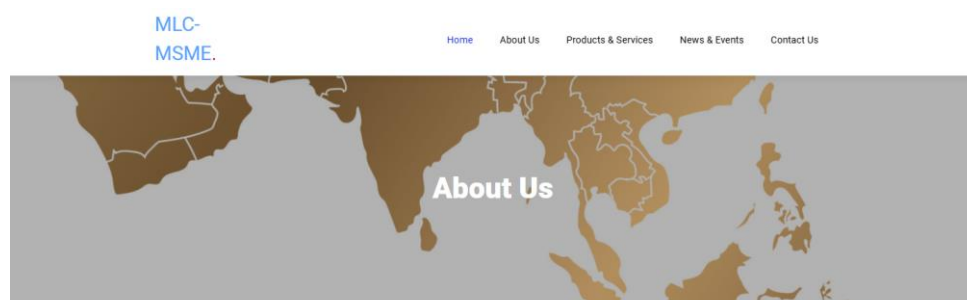 MLC-
MSME.
Home About Us Products & Services News & Events Contact Us
About Us